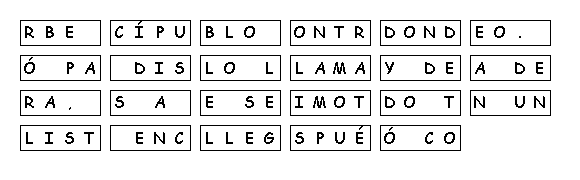 RBE CÍPU BLO ONTR DOND EO.
Ó PA DIS LO L LAMA Y DE A DE
RA, S A E SE IMOT DO T N UN
LIST ENC LLEG SPUÉ Ó CO